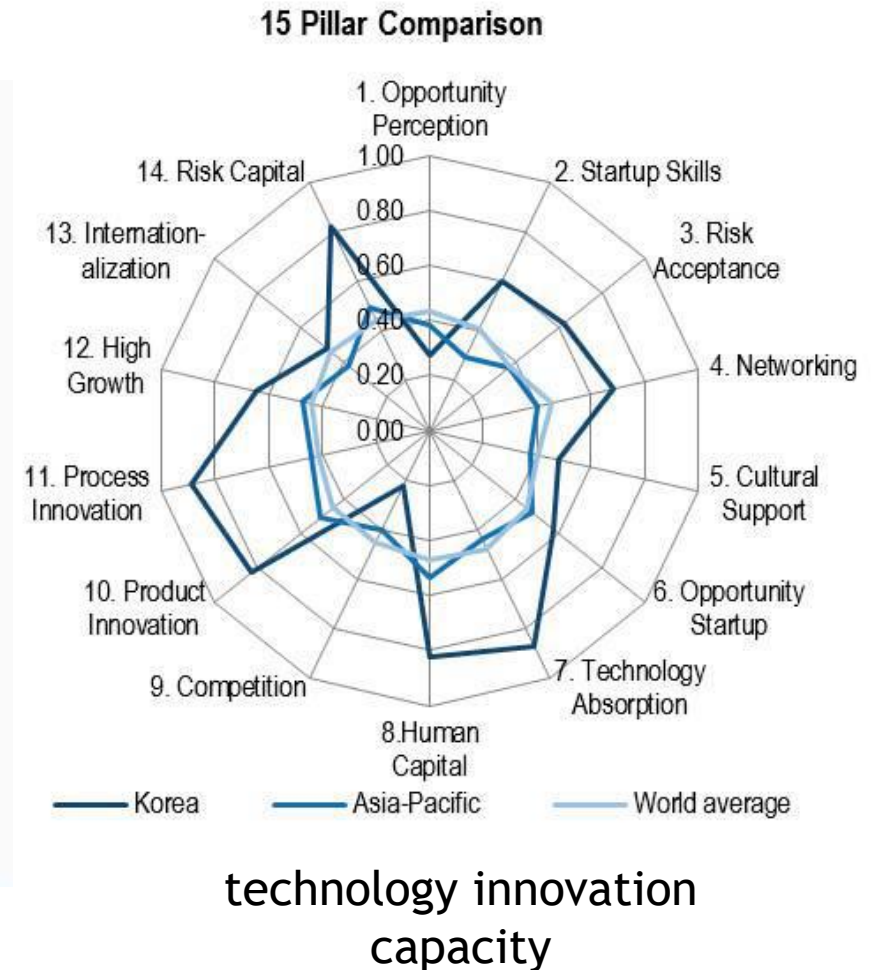 15 Pillar Comparison
1. Opportunity
Perception
2. Startup Skills
3. Risk
Acceptance
4. Networking
5. Cultural
Support
6. Opportunity
Startup
7. Technology
Absorption
8.Human
Capital
9. Competition
10. Product
Innovation
11. Process
Innovation
12. High
Growth
13. Internation-
alization
14. Risk Capital
1.00
0.80
0.60
0.40
0.20
0.00
Korea
Asia-Pacific
World average
technology innovation
capacity